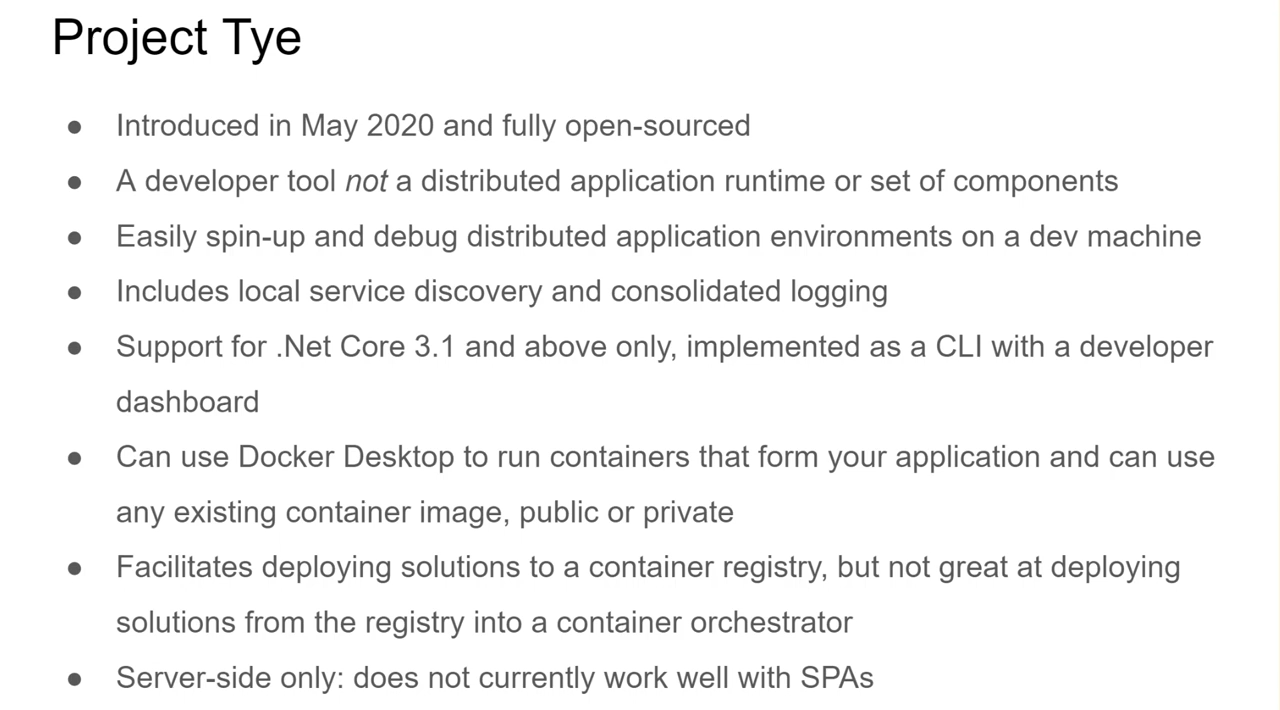 Project Tye
● Introduced in May 2020 and fully open-sourced
● A developer tool not a distributed application runtime or set of components
● Easily spin-up and debug distributed application environments on a dev machine
● Includes local service discovery and consolidated logging
● Support for .Net Core 3.1 and above only, implemented as a CLI with a developer
dashboard
● Can use Docker Desktop to run containers that form your application and can use
any existing container image, public or private
● Facilitates deploying solutions to a container registry, but not great at deploying
solutions from the registry into a container orchestrator
● Server-side only: does not currently work well with SPAs